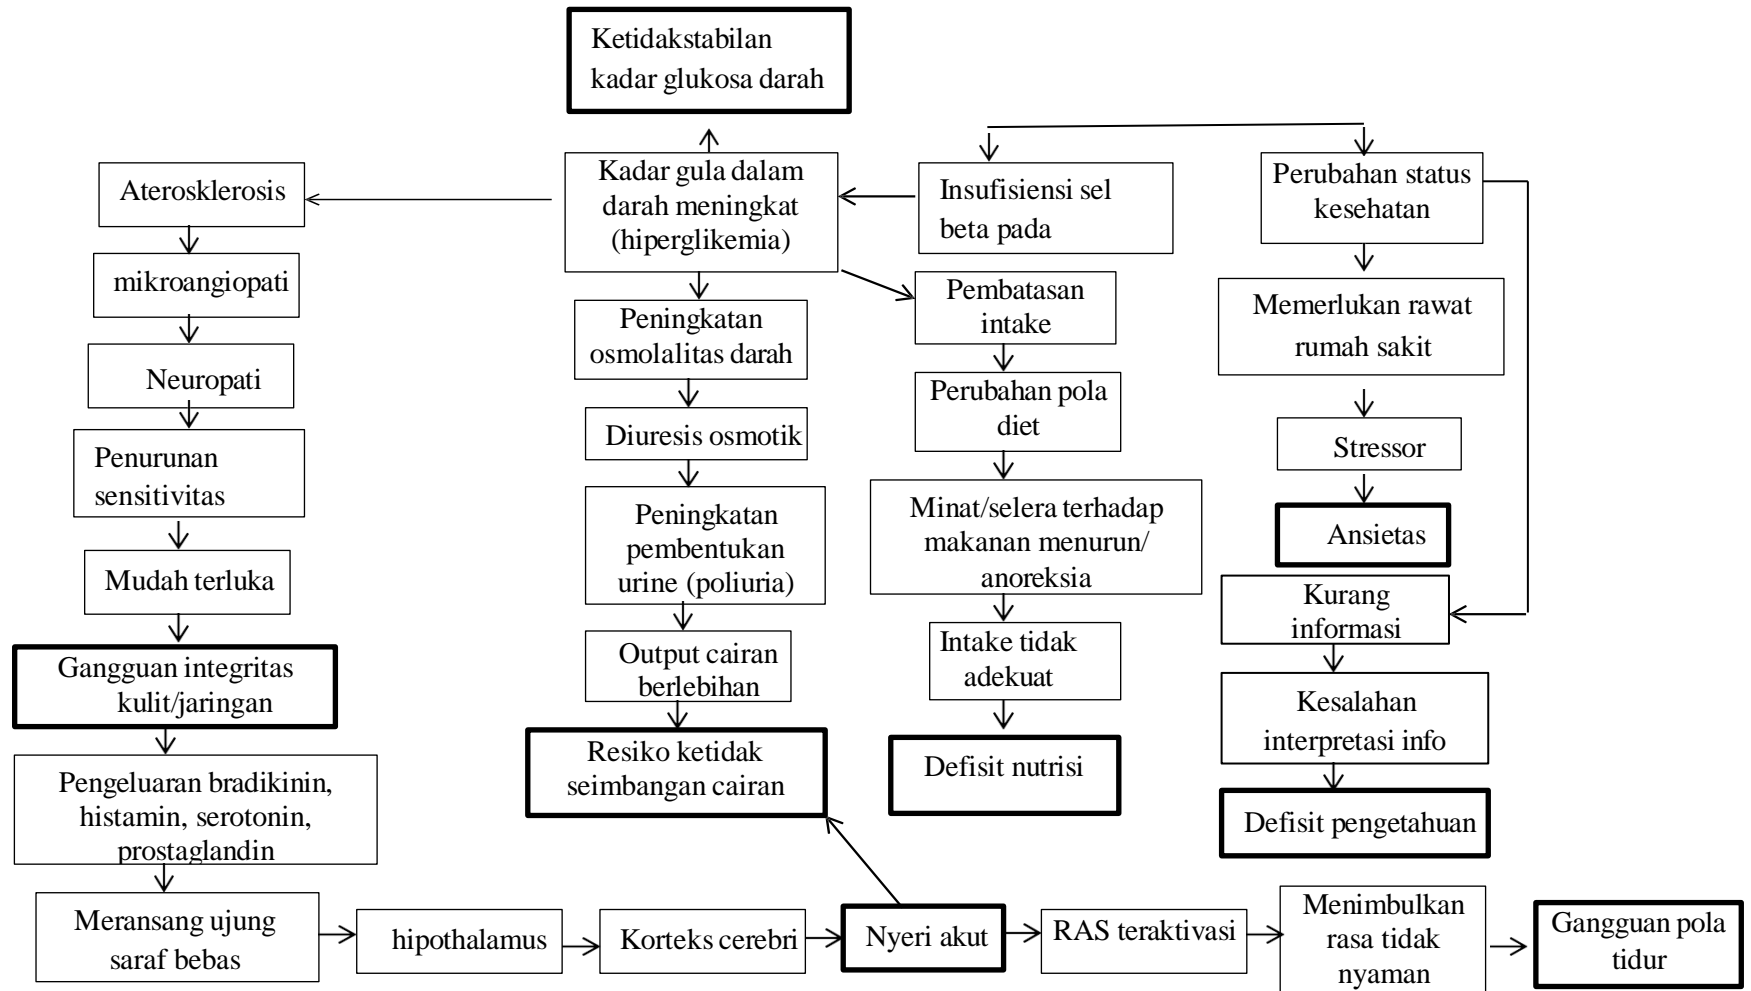 Ketidakstabilan
kadar glukosa darah
Aterosklerosis
Kadar gula dalam
darah meningkat
(hiperglikemia)
Insufisiensi sel
beta pada
Perubahan status
kesehatan
mikroangiopati
Peningkatan
osmolalitas darah
Pembatasan
intake
Memerlukan rawat
rumah sakit
Neuropati
Diuresis osmotik
Perubahan pola
diet
Stressor
Penurunan
sensitivitas
Peningkatan
pembentukan
urine (poliuria)
Minat/selera terhadap
makanan menurun/
anoreksia
Ansietas
Mudah terluka
Output cairan
berlebihan
Intake tidak
adekuat
Kurang
informasi
Gangguan integritas
kulit/jaringan
Resiko ketidak
seimbangan cairan
Defisit nutrisi
Kesalahan
interpretasi info
Pengeluaran bradikinin,
histamin, serotonin,
prostaglandin
Defisit pengetahuan
Meransang ujung
saraf bebas
hipothalamus
Korteks cerebri
Nyeri akut
RAS teraktivasi
Menimbulkan
rasa tidak
nyaman
Gangguan pola
tidur